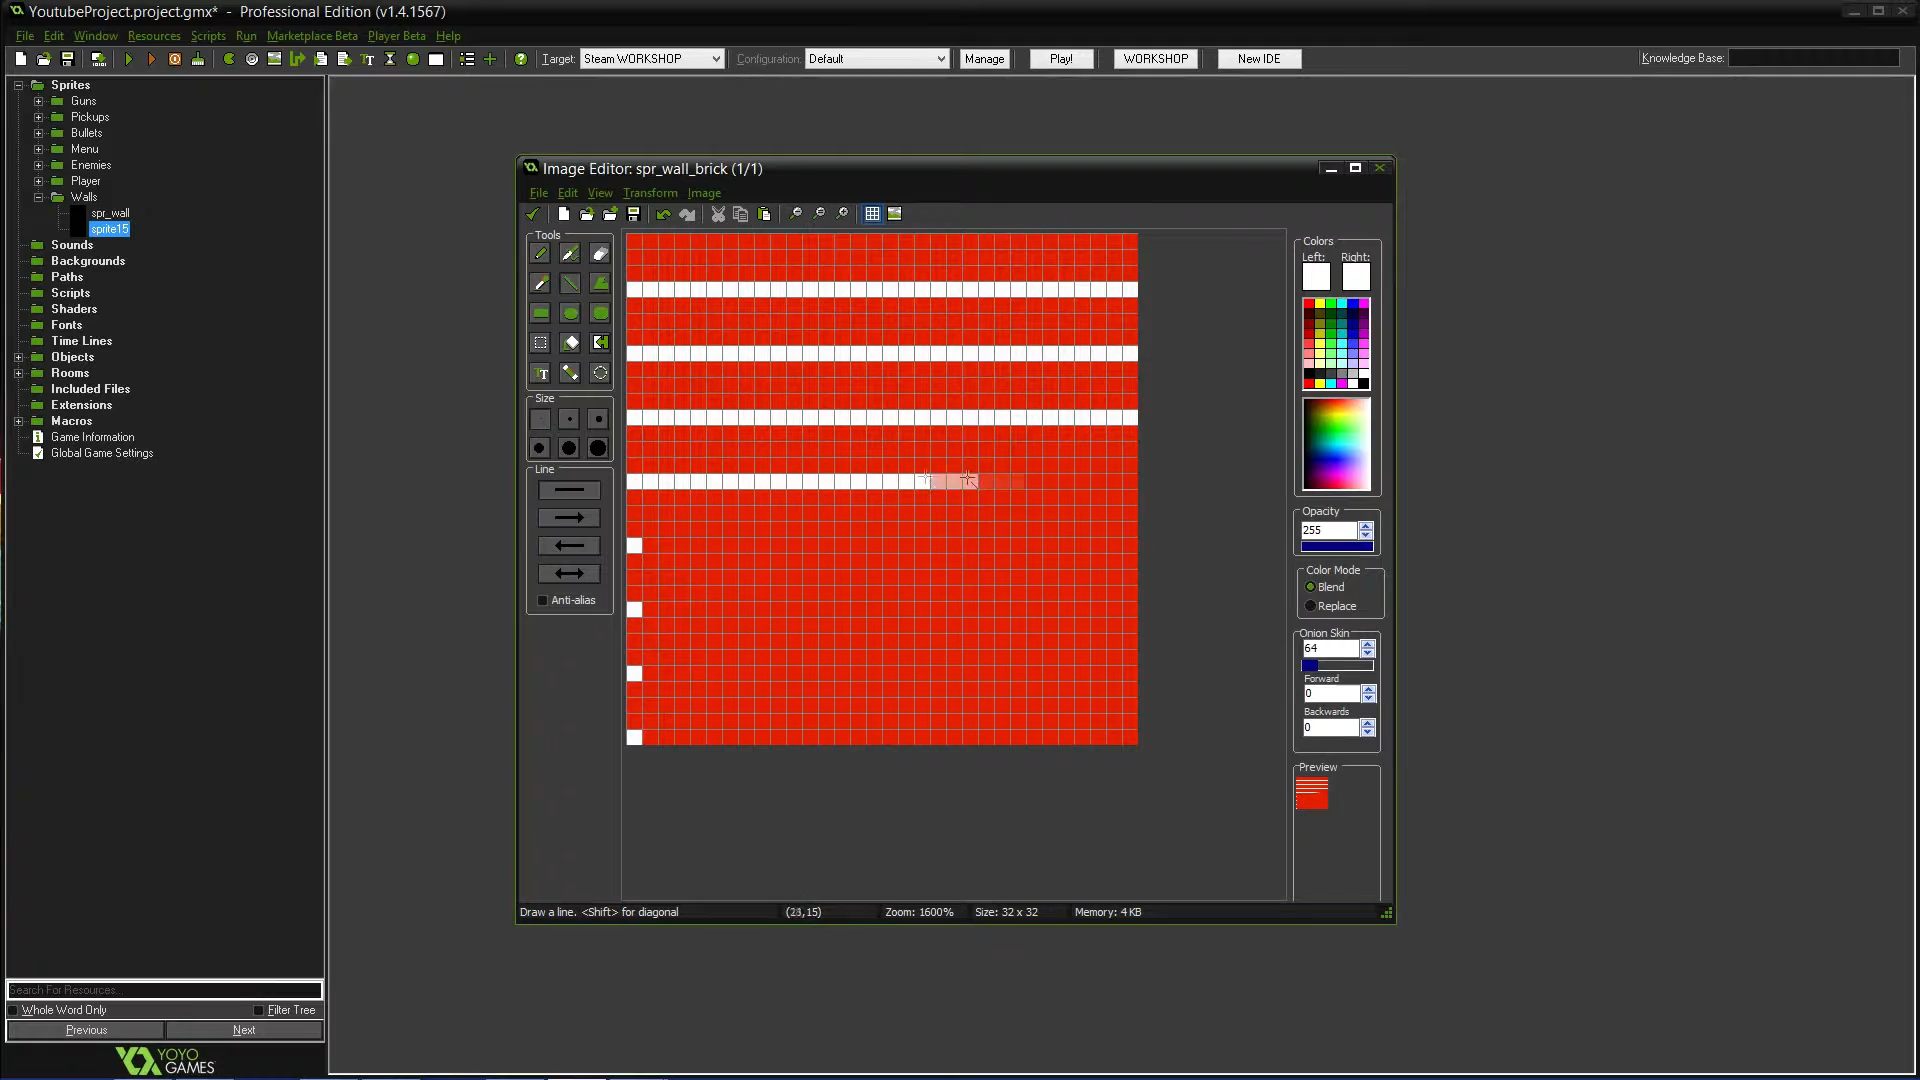 YoutubeProject.project.gmx* - Professional Edition (v1.4.1567)
File Edit Window Resources Scripts Run Marketplace Beta Player Beta Help
Target: Steam WORKSHOP Configuration: Default Manage Play! WORKSHOP New IDE Knowledge Base:
Sprites
Guns
Pickups
Bullets
Menu
Enemies
Player
Walls
spr_wall
sprite15
Sounds
Backgrounds
Paths
Scripts
Shaders
Fonts
Time Lines
Objects
Rooms
Included Files
Extensions
Macros
Game Information
Global Game Settings
Search For Resources...
Whole Word Only Filter Tree
Previous Next
YOYO
GAMES
Image Editor: spr_wall_brick (1/1)
File Edit View Transform Image
Tools
Size
Line
Anti-alias
Colors
Left: Right:
Opacity
255
Color Mode
Blend
Replace
Onion Skin
64
Forward
0
Backwards
0
Preview
Draw a line. <Shift> for diagonal Zoom: 1600% Size: 32 x 32 Memory: 4 KB